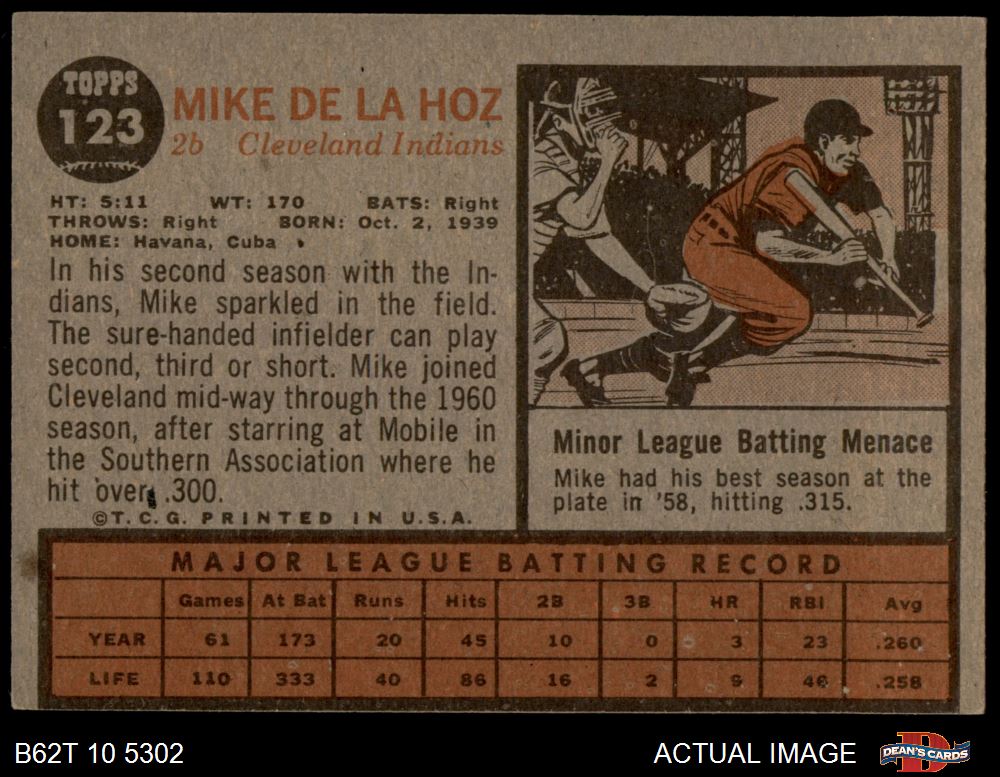 TOPPS
123
MIKE DE LA HOZ
2b Cleveland Indians
HT: 5:11 WT: 170 BATS: Right
THROWS: Right BORN: Oct. 2, 1939
HOME: Havana, Cuba
In his second season with the In-
dians, Mike sparkled in the field.
The sure-handed infielder can play
second, third or short. Mike joined
Cleveland mid-way through the 1960
season, after starring at Mobile in
the Southern Association where he
hit over .300.
©T.C.G. PRINTED IN U.S.A.
Minor League Batting Menace
Mike had his best season at the
plate in '58, hitting .315.
MAJOR LEAGUE BATTING RECORD
Games At Bat Runs Hits 2B 3B HR RBI Avg
YEAR 61 173 20 45 10 0 3 23 .260
LIFE 110 333 40 86 16 2 46 .258
B62T 10 5302
ACTUAL IMAGE
DEAN'S CARDS